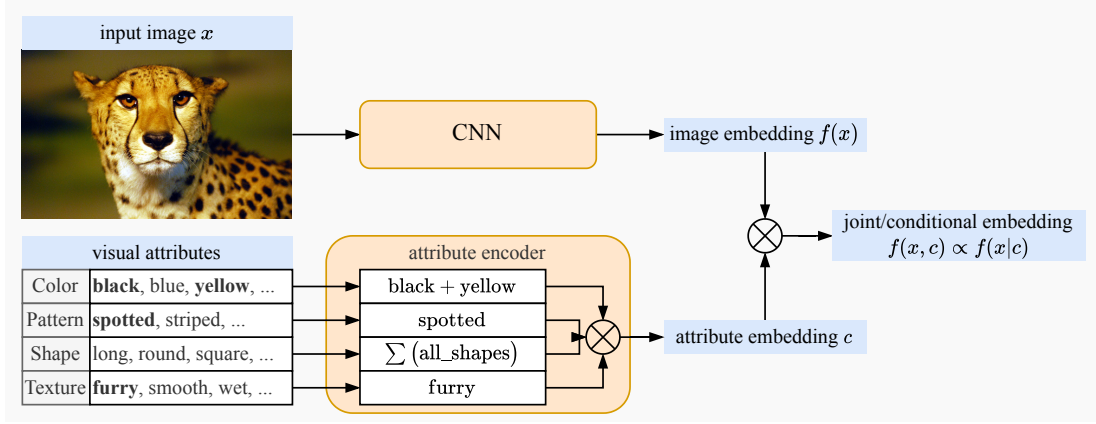 input image x
CNN
image embedding f(x)
joint/conditional embedding
f(x, c) ∝ f(x|c)
visual attributes
attribute encoder
Color black, blue, yellow, ... black + yellow
Pattern spotted, striped, ... spotted
attribute embedding c
Shape long, round, square, ... ∑ (all_shapes)
Texture furry, smooth, wet, ... furry